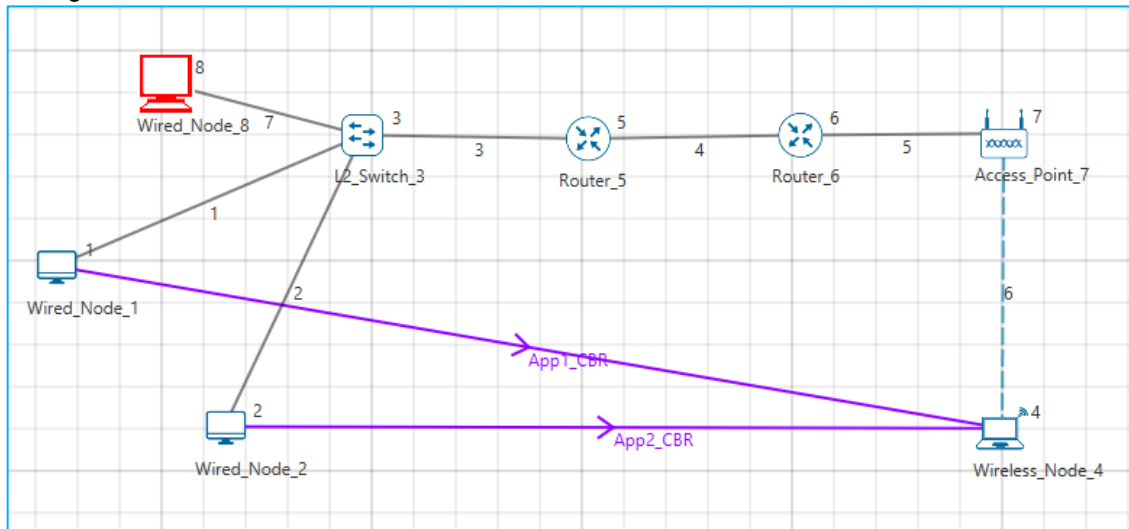 8
Wired_Node_8
7
3
L2_Switch_3
3
5
Router_5
4
6
Router_6
5
7
Access_Point_7
1
1
Wired_Node_1
2
App1_CBR
6
2
Wired_Node_2
App2_CBR
4
Wireless_Node_4